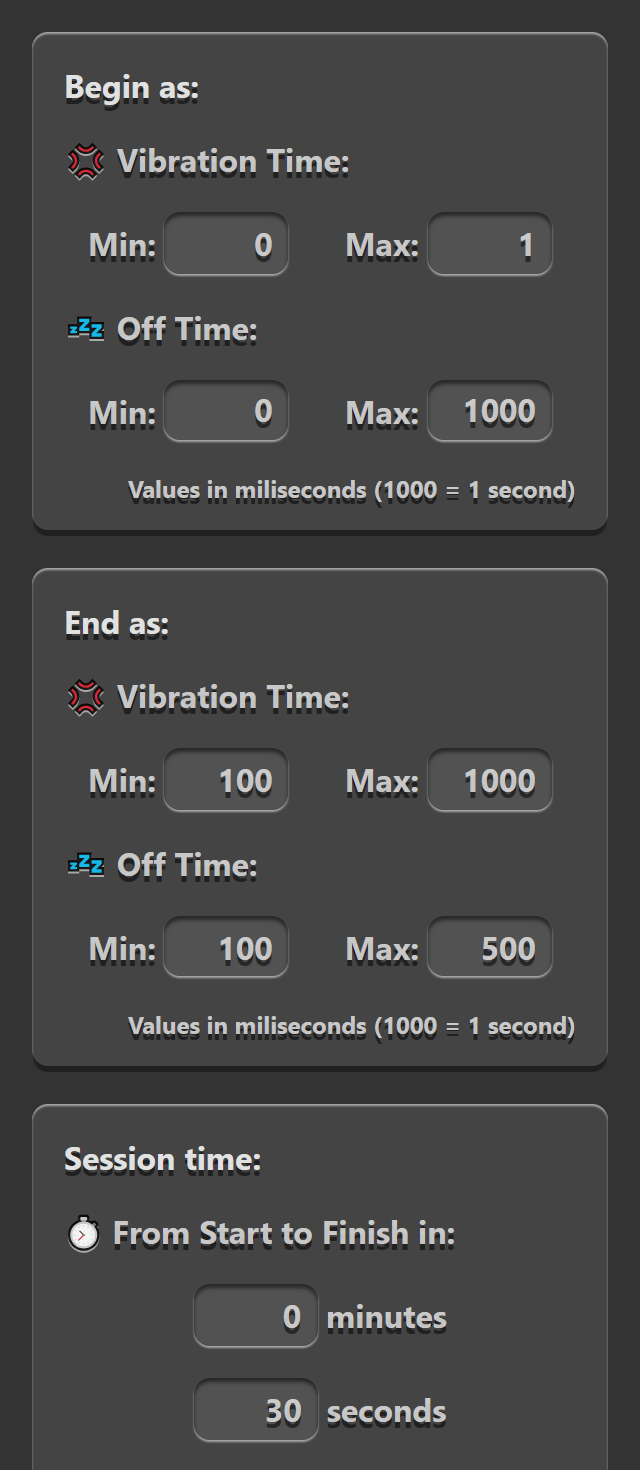 Begin as:
Vibration Time:
Min: 0 Max: 1
Off Time:
Min: 0 Max: 1000
Values in miliseconds (1000 = 1 second)
End as:
Vibration Time:
Min: 100 Max: 1000
Off Time:
Min: 100 Max: 500
Values in miliseconds (1000 = 1 second)
Session time:
From Start to Finish in:
0 minutes
30 seconds